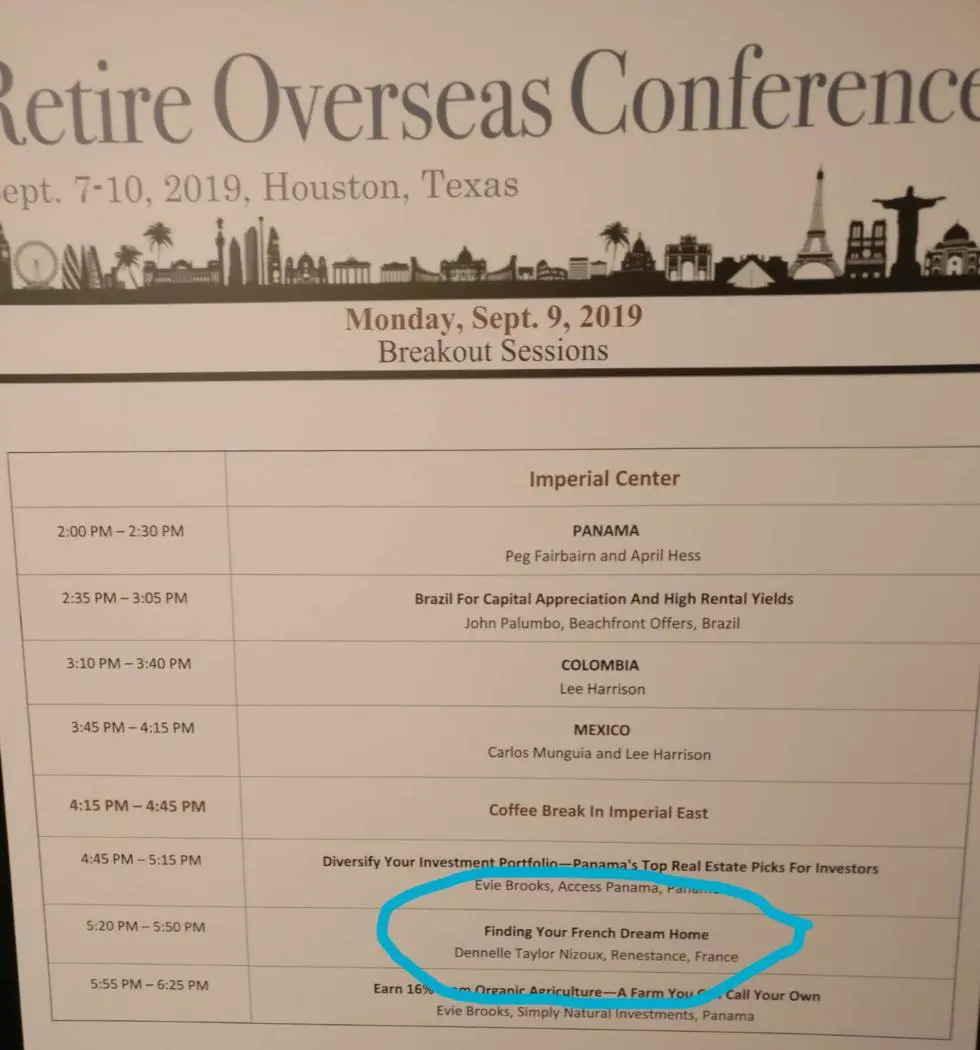 Retire Overseas Conference
Sept. 7-10, 2019, Houston, Texas
Monday, Sept. 9, 2019
Breakout Sessions
Imperial Center
2:00 PM – 2:30 PM
PANAMA
Peg Fairbairn and April Hess
2:35 PM – 3:05 PM
Brazil For Capital Appreciation And High Rental Yields
John Palumbo, Beachfront Offers, Brazil
3:10 PM – 3:40 PM
COLOMBIA
Lee Harrison
3:45 PM – 4:15 PM
MEXICO
Carlos Munguia and Lee Harrison
4:15 PM – 4:45 PM
Coffee Break In Imperial East
4:45 PM – 5:15 PM
Diversify Your Investment Portfolio—Panama's Top Real Estate Picks For Investors
Evie Brooks, Access Panama, Panama
5:20 PM – 5:50 PM
Finding Your French Dream Home
Dennelle Taylor Nizoux, Renestance, France
5:55 PM – 6:25 PM
Earn 16% From Organic Agriculture—A Farm You Can Call Your Own
Evie Brooks, Simply Natural Investments, Panama